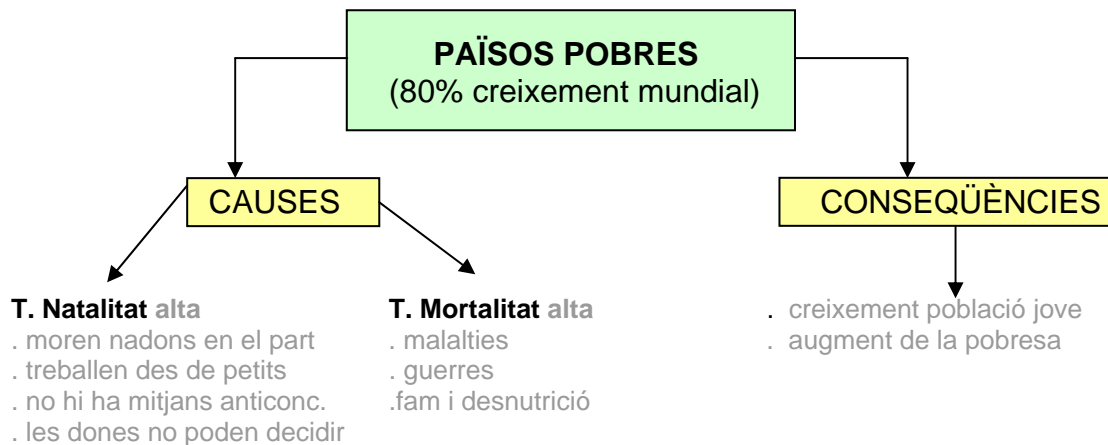 PAÏSOS POBRES
(80% creixement mundial)
CAUSES
CONSEQÜÈNCIES
T. Natalitat alta
. moren nadons en el part
. treballen des de petits
. no hi ha mitjans anticonc.
. les dones no poden decidir
T. Mortalitat alta
. malalties
. guerres
.fam i desnutrició
. creixement població jove
. augment de la pobresa